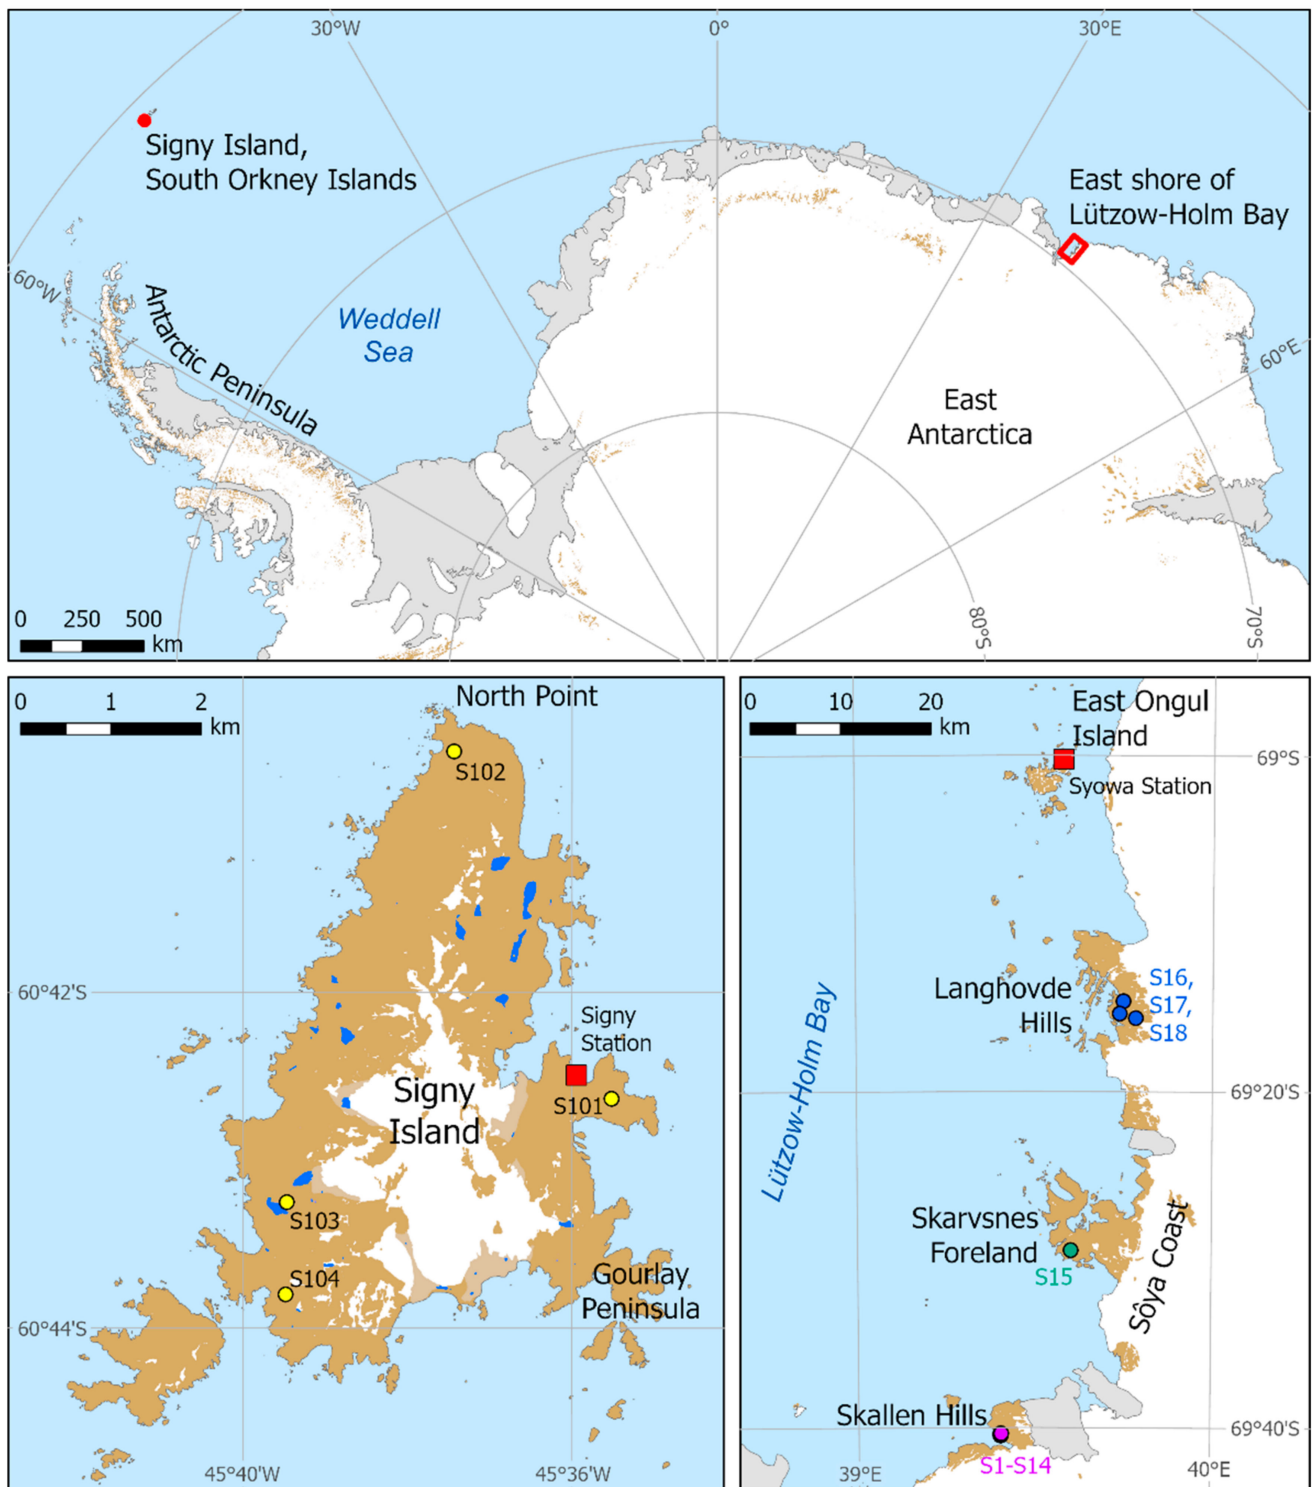 30°W
0°
30°E
Signy Island,
South Orkney Islands
East shore of
Lützow-Holm Bay
60°W
Antarctic Peninsula
Weddell
Sea
60°E
East
Antarctica
80°S
70°S
0 250 500
km
0 1 2
km
North Point
S102
60°42'S
Signy
Station
S101
Signy
Island
S103
S104
Gourlay
Peninsula
60°44'S
45°40'W
45°36'W
0 10 20
km
East Ongul
Island
69°S
Syowa Station
Langhovde
Hills
S16,
S17,
S18
Lützow-Holm Bay
69°20'S
Skarvsnes
Foreland
S15
Sôya Coast
Skallen Hills
69°40'S
S1-S14
39°E
40°E